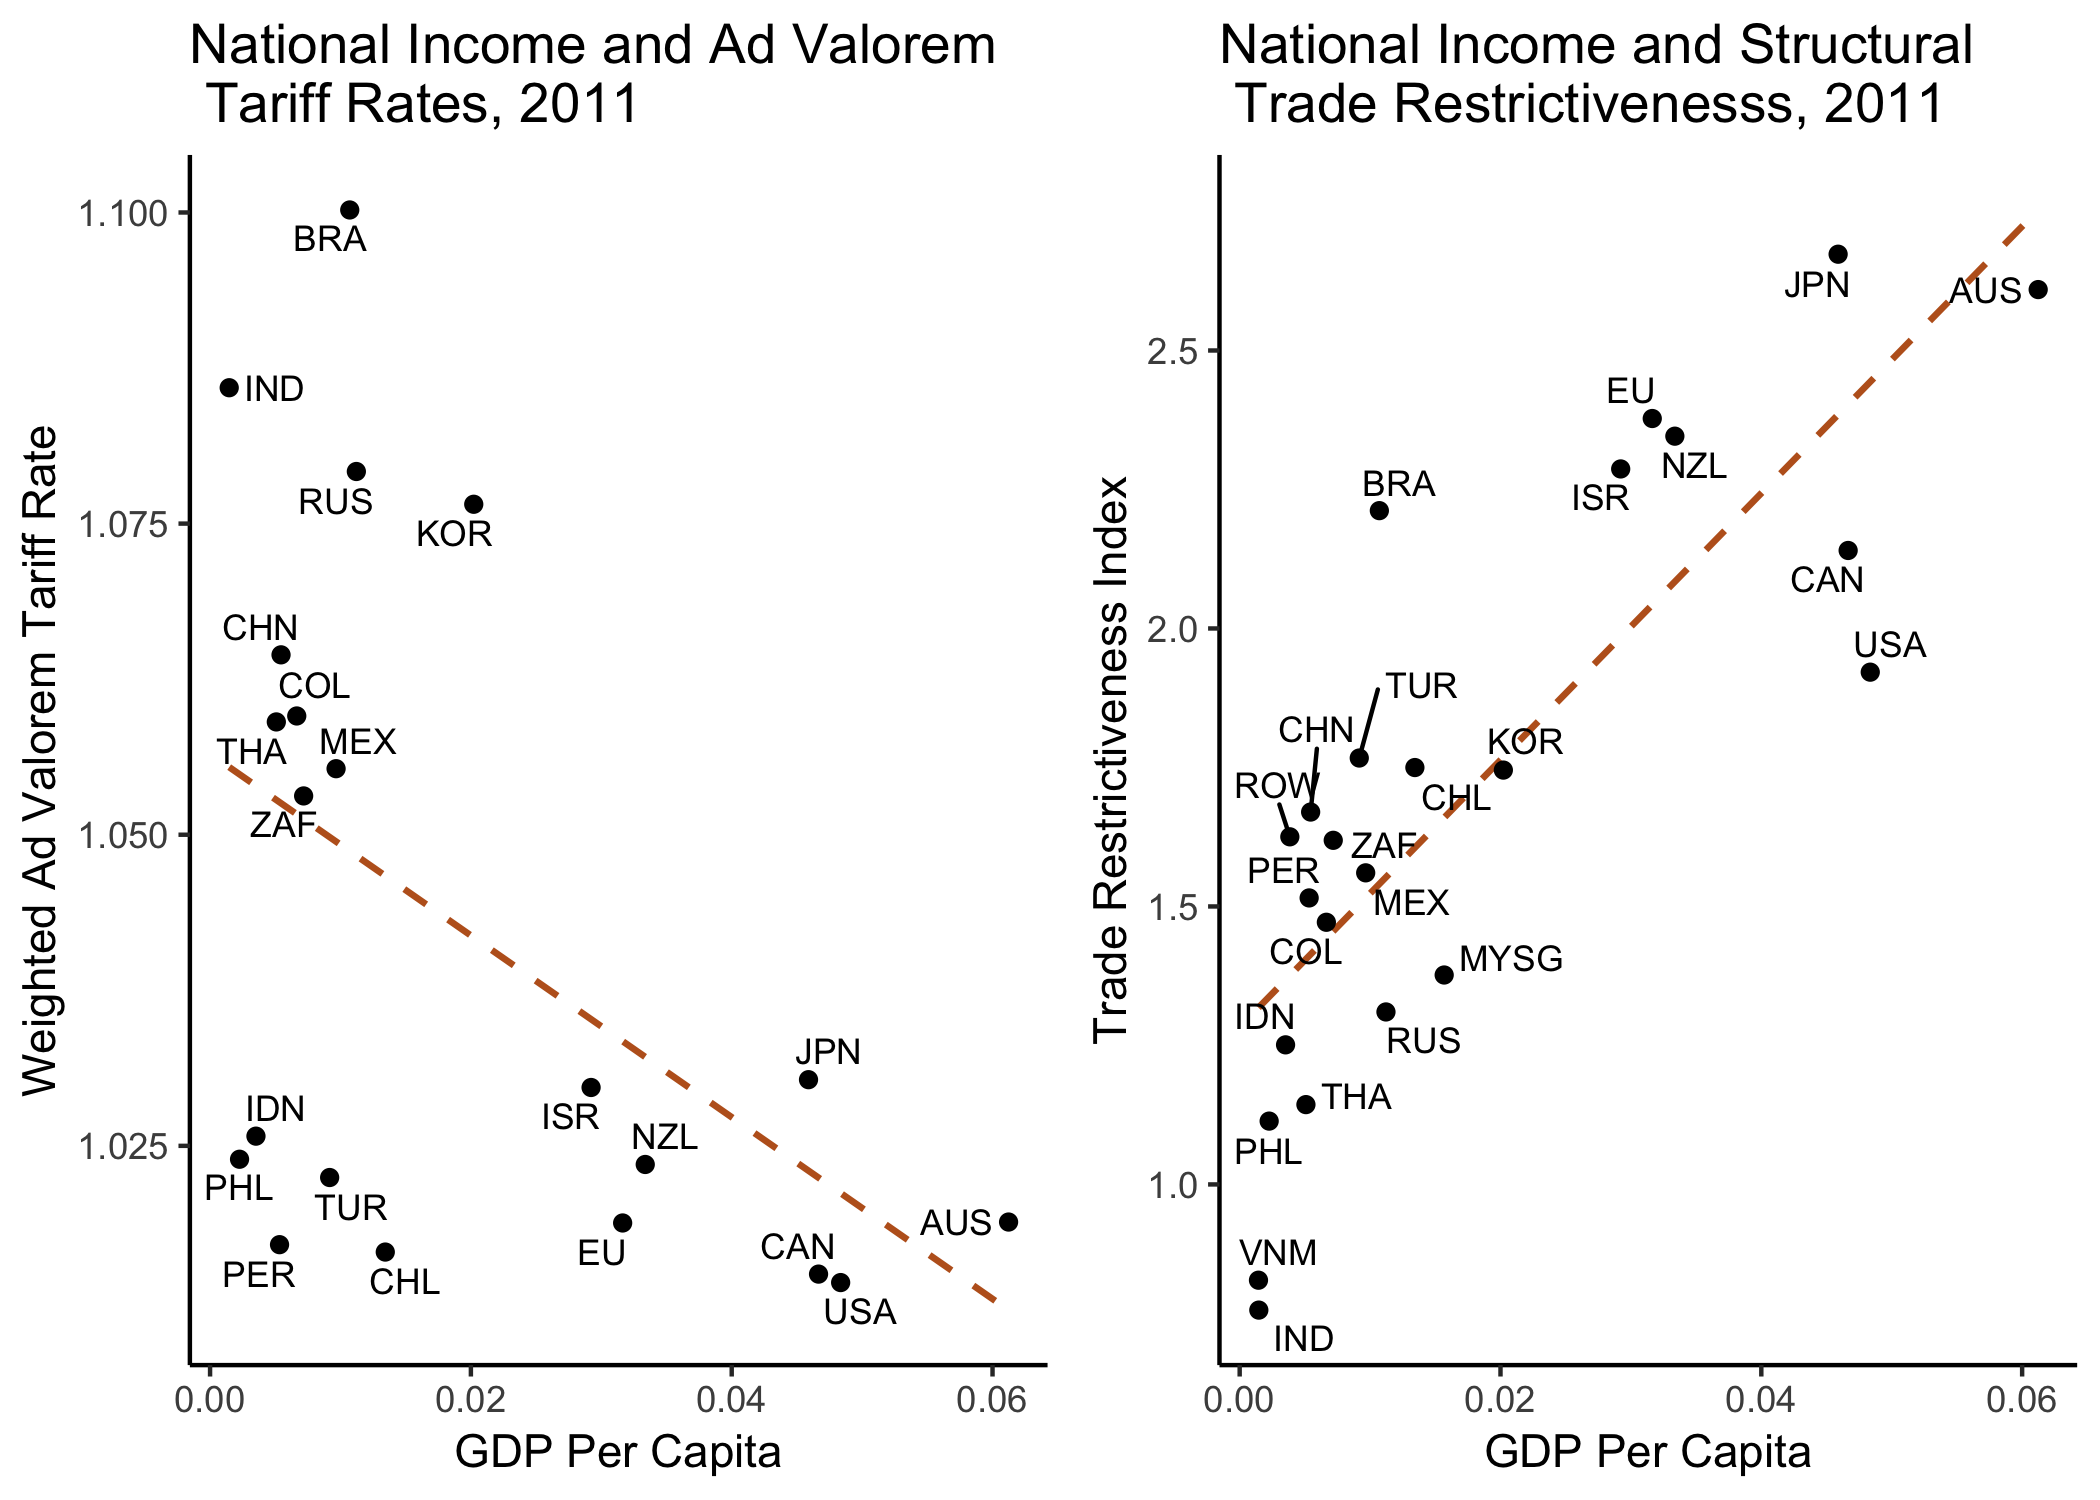 National Income and Ad Valorem
Tariff Rates, 2011
Weighted Ad Valorem Tariff Rate
1.100
1.075
1.050
1.025
BRA
IND
RUS
KOR
CHN
COL
THA
MEX
ZAF
JPN
IDN
ISR
NZL
PHL
TUR
AUS
EU
CAN
PER
CHL
USA
0.00
0.02
0.04
0.06
GDP Per Capita
National Income and Structural
Trade Restrictivenesss, 2011
Trade Restrictiveness Index
2.5
2.0
1.5
1.0
JPN
AUS
EU
NZL
BRA
ISR
CAN
USA
TUR
CHN
KOR
ROW
CHL
ZAF
PER
MEX
COL
MYSG
IDN
RUS
THA
PHL
VNM
IND
0.00
0.02
0.04
0.06
GDP Per Capita